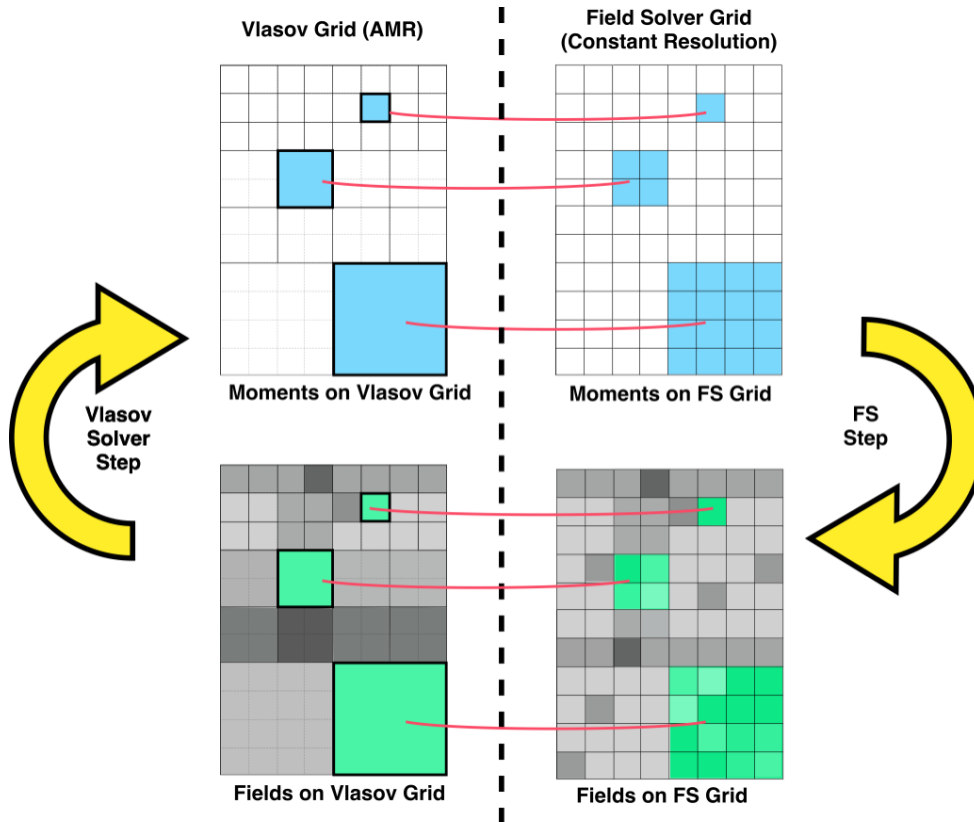 Vlasov Grid (AMR)
Field Solver Grid
(Constant Resolution)
Moments on Vlasov Grid
Moments on FS Grid
Vlasov
Solver
Step
FS
Step
Fields on Vlasov Grid
Fields on FS Grid